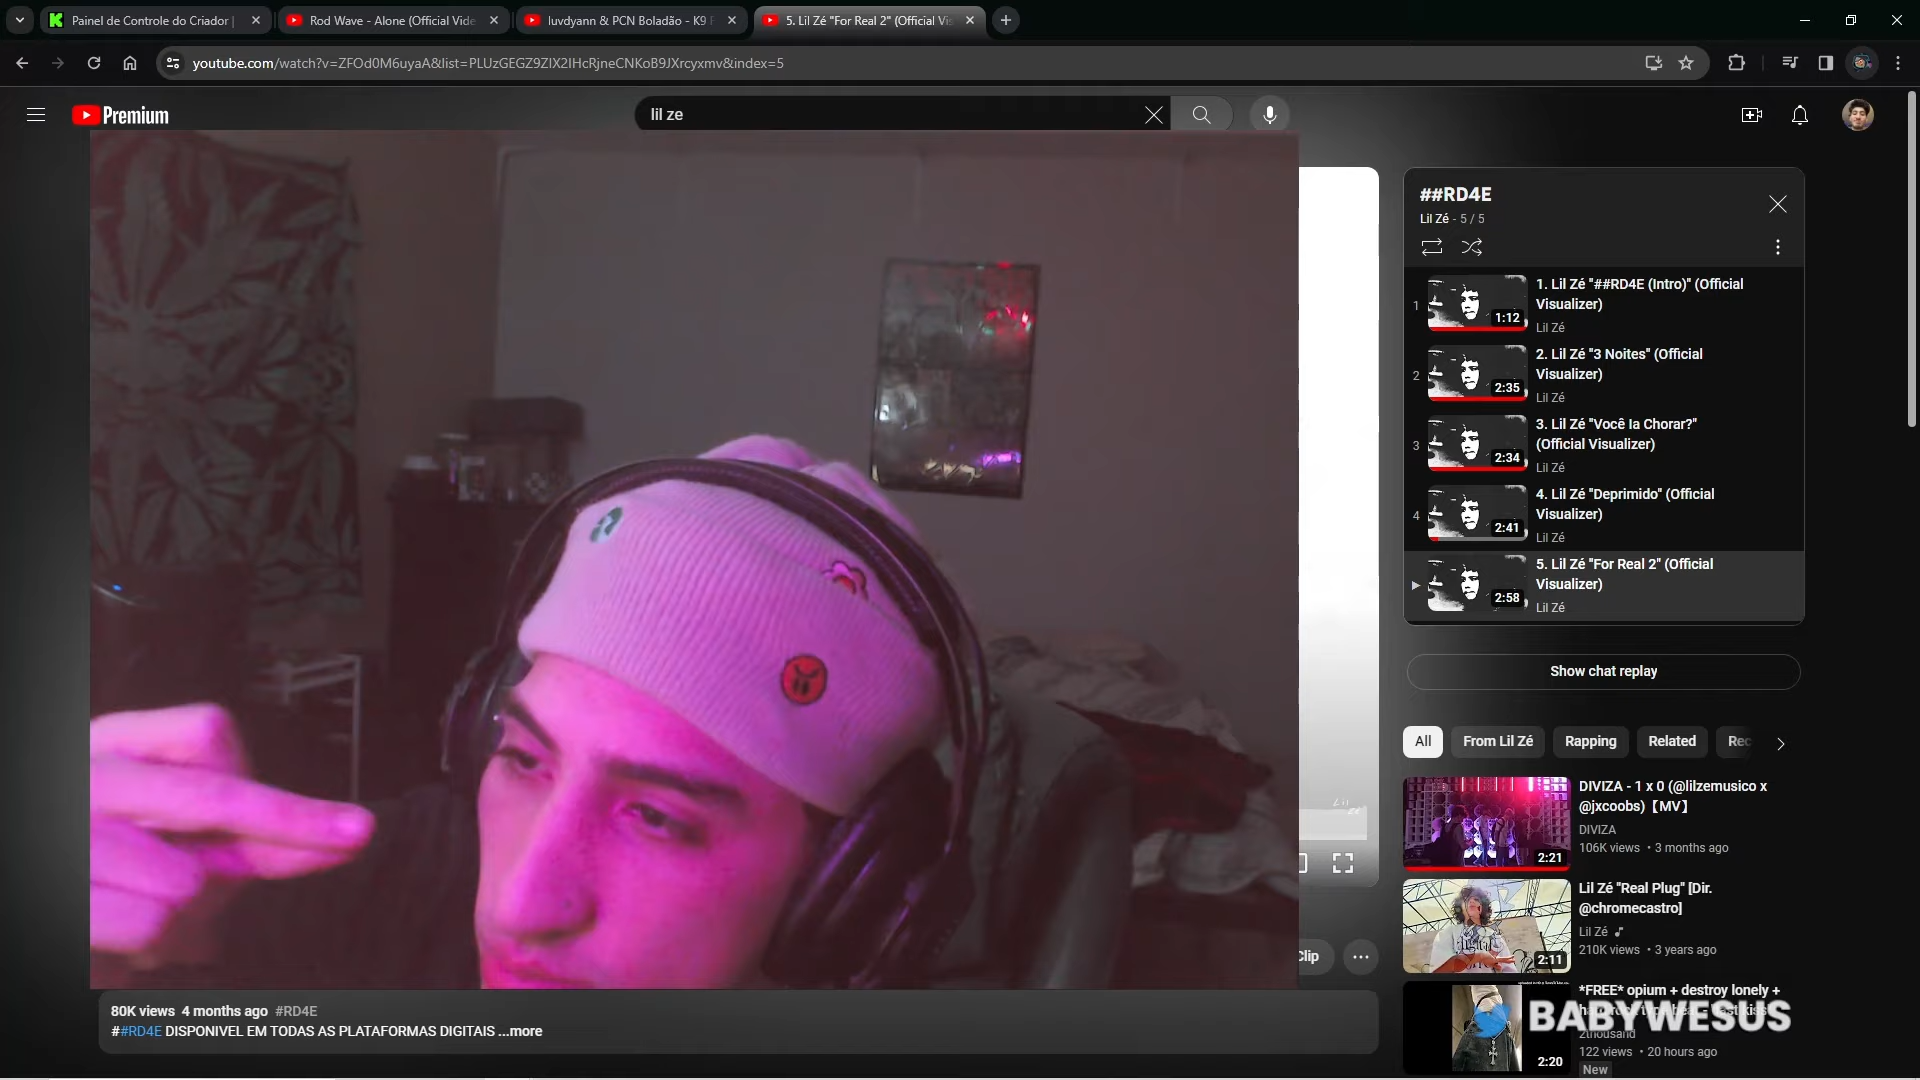 Painel de Controle do Criador |
Rod Wave - Alone (Official Vide
luvdyann & PCN Boladão - K9 F
5. Lil Zé "For Real 2" (Official Vis
youtube.com/watch?v=ZFOd0M6uyaA&list=PLUzGEGZ9ZIX2IHcRjneCNKoB9JXrcyxmv&index=5
Premium
lil ze
##RD4E
Lil Zé - 5 / 5
1
1. Lil Zé "##RD4E (Intro)" (Official
Visualizer)
Lil Zé
1:12
2
2. Lil Zé "3 Noites" (Official
Visualizer)
Lil Zé
2:35
3
3. Lil Zé "Você Ia Chorar?"
(Official Visualizer)
Lil Zé
2:34
4
4. Lil Zé "Deprimido" (Official
Visualizer)
Lil Zé
2:41
5. Lil Zé "For Real 2" (Official
Visualizer)
Lil Zé
2:58
Show chat replay
All
From Lil Zé
Rapping
Related
Rec
DIVIZA - 1 x 0 (@lilzemusico x
@jxcoobs)【MV】
DIVIZA
106K views • 3 months ago
2:21
Lil Zé "Real Plug" [Dir.
@chromecastro]
Lil Zé
210K views • 3 years ago
2:11
*FREE* opium + destroy lonely +
2thousand
122 views • 20 hours ago
New
2:20
BABYWESUS
Lil Zé
Clip
80K views 4 months ago #RD4E
##RD4E DISPONIVEL EM TODAS AS PLATAFORMAS DIGITAIS ...more